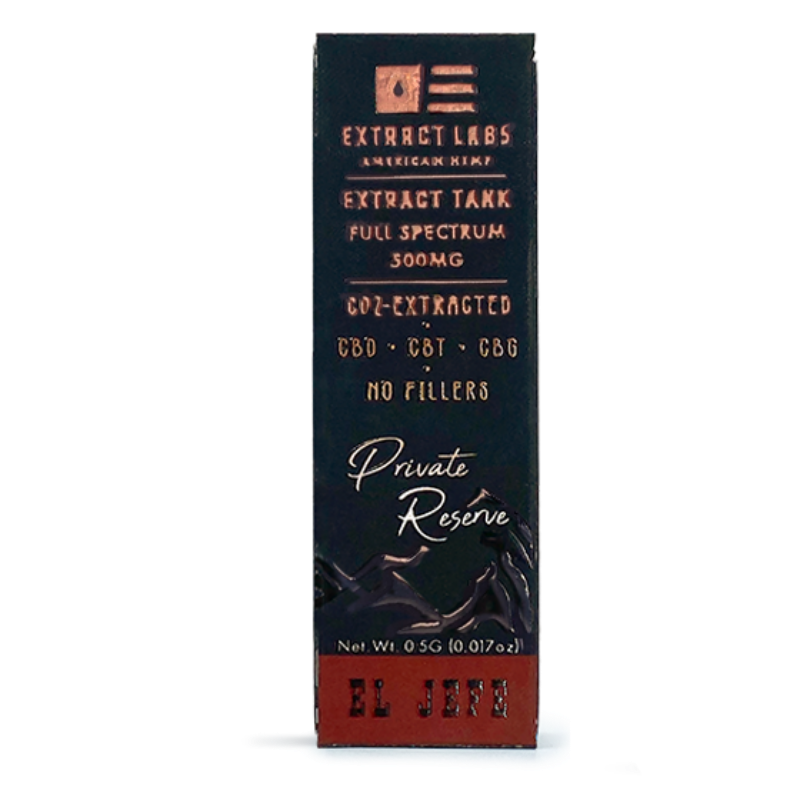 EXTRACT LABS
AMERICAN HEMP
EXTRACT TANK
FULL SPECTRUM
500MG
CO2-EXTRACTED
CBD · CBT · CBG
NO FILLERS
Private
Reserve
Net. Wt. 0.5G (0.017oz)
EL JEFE